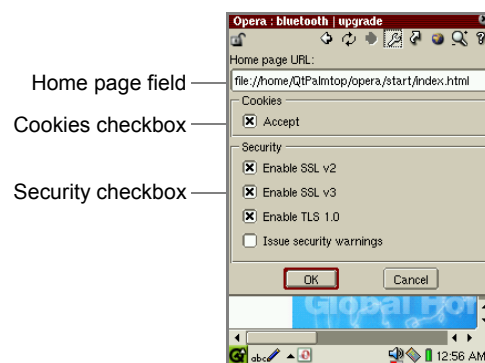 Opera : bluetooth | upgrade
Home page URL:
Home page field
file://home/QtPalmtop/opera/start/index.html
Cookies
Cookies checkbox
Accept
Security
Enable SSL v2
Security checkbox
Enable SSL v3
Enable TLS 1.0
Issue security warnings
OK Cancel
Global
abc 12:56 AM